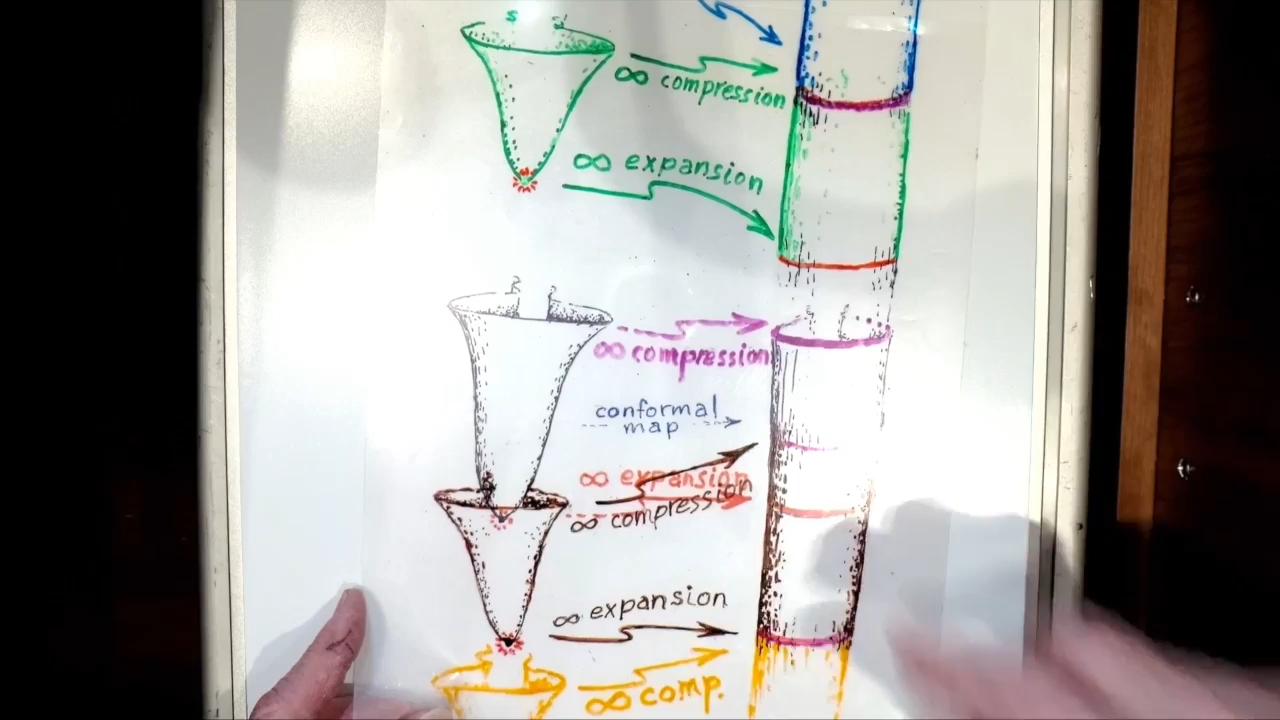 ∞ compression
∞ expansion
∞ compression
conformal
map
∞ expansion
∞ compression
∞ expansion
∞ comp.